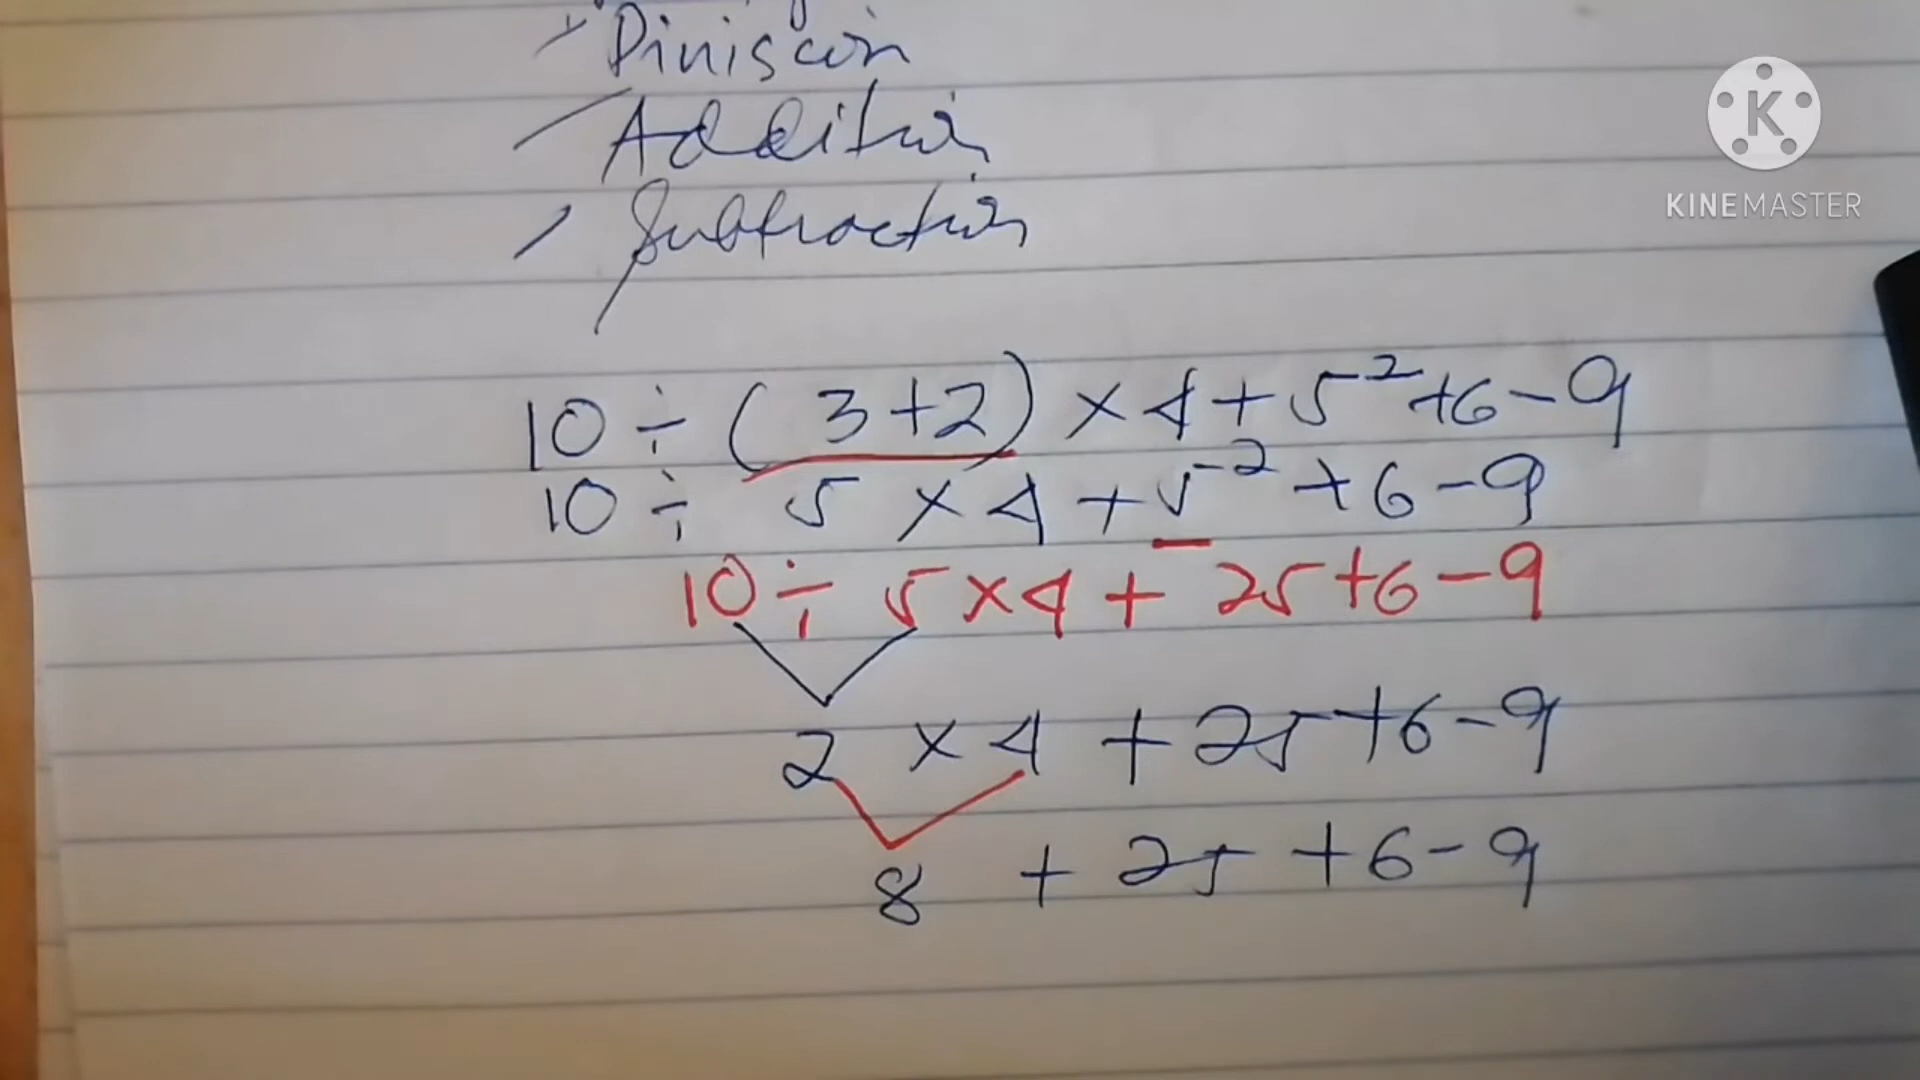 Division
Addition
Subtraction
10 ÷ (3+2) × 4 + 5² + 6 - 9
10 ÷ 5 × 4 + 5² + 6 - 9
10 ÷ 5 × 4 + 25 + 6 - 9
2 × 4 + 25 + 6 - 9
8 + 25 + 6 - 9
K
KINEMASTER